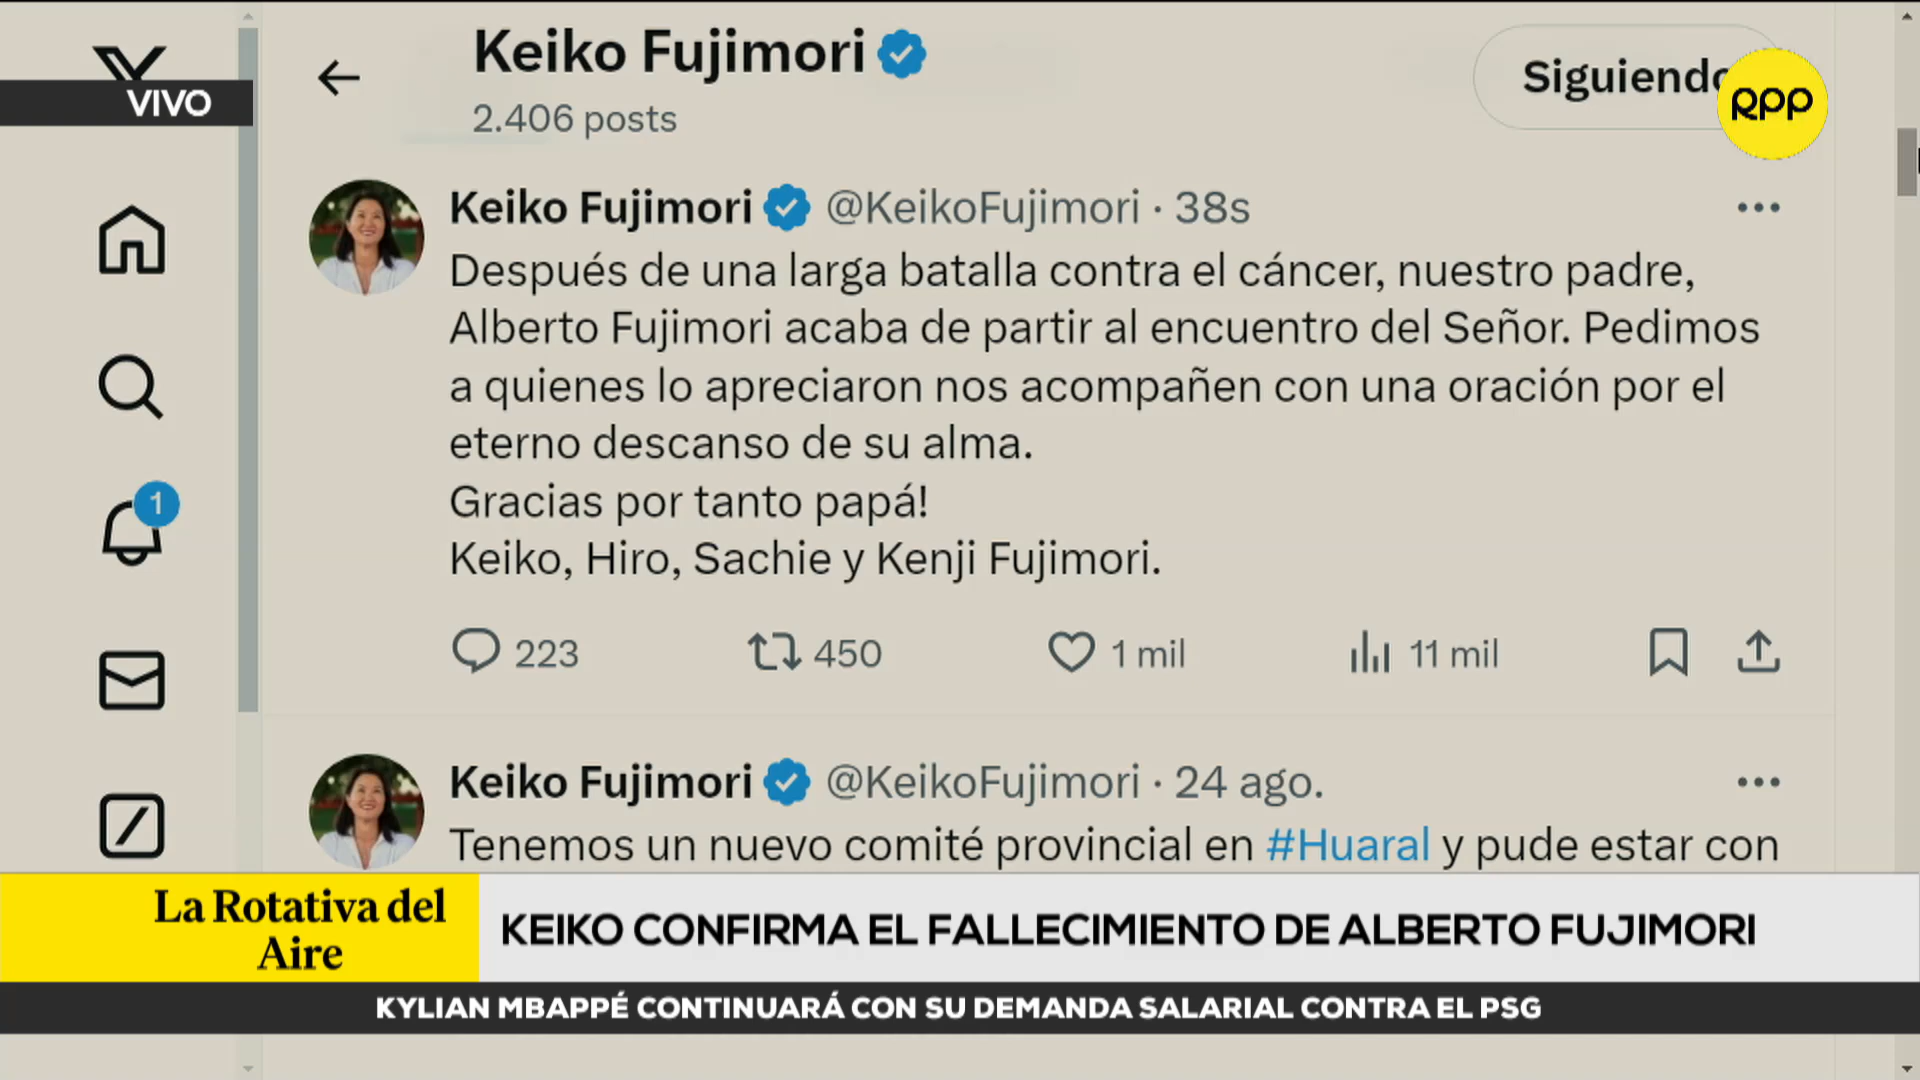 VIVO
Keiko Fujimori
2.406 posts
Siguiendo
RPP
Keiko Fujimori @KeikoFujimori · 38s
Después de una larga batalla contra el cáncer, nuestro padre,
Alberto Fujimori acaba de partir al encuentro del Señor. Pedimos
a quienes lo apreciaron nos acompañen con una oración por el
eterno descanso de su alma.
Gracias por tanto papá!
Keiko, Hiro, Sachie y Kenji Fujimori.
1
223 450 1 mil 11 mil
Keiko Fujimori @KeikoFujimori · 24 ago.
Tenemos un nuevo comité provincial en #Huaral y pude estar con
La Rotativa del
Aire
KEIKO CONFIRMA EL FALLECIMIENTO DE ALBERTO FUJIMORI
KYLIAN MBAPPÉ CONTINUARÁ CON SU DEMANDA SALARIAL CONTRA EL PSG